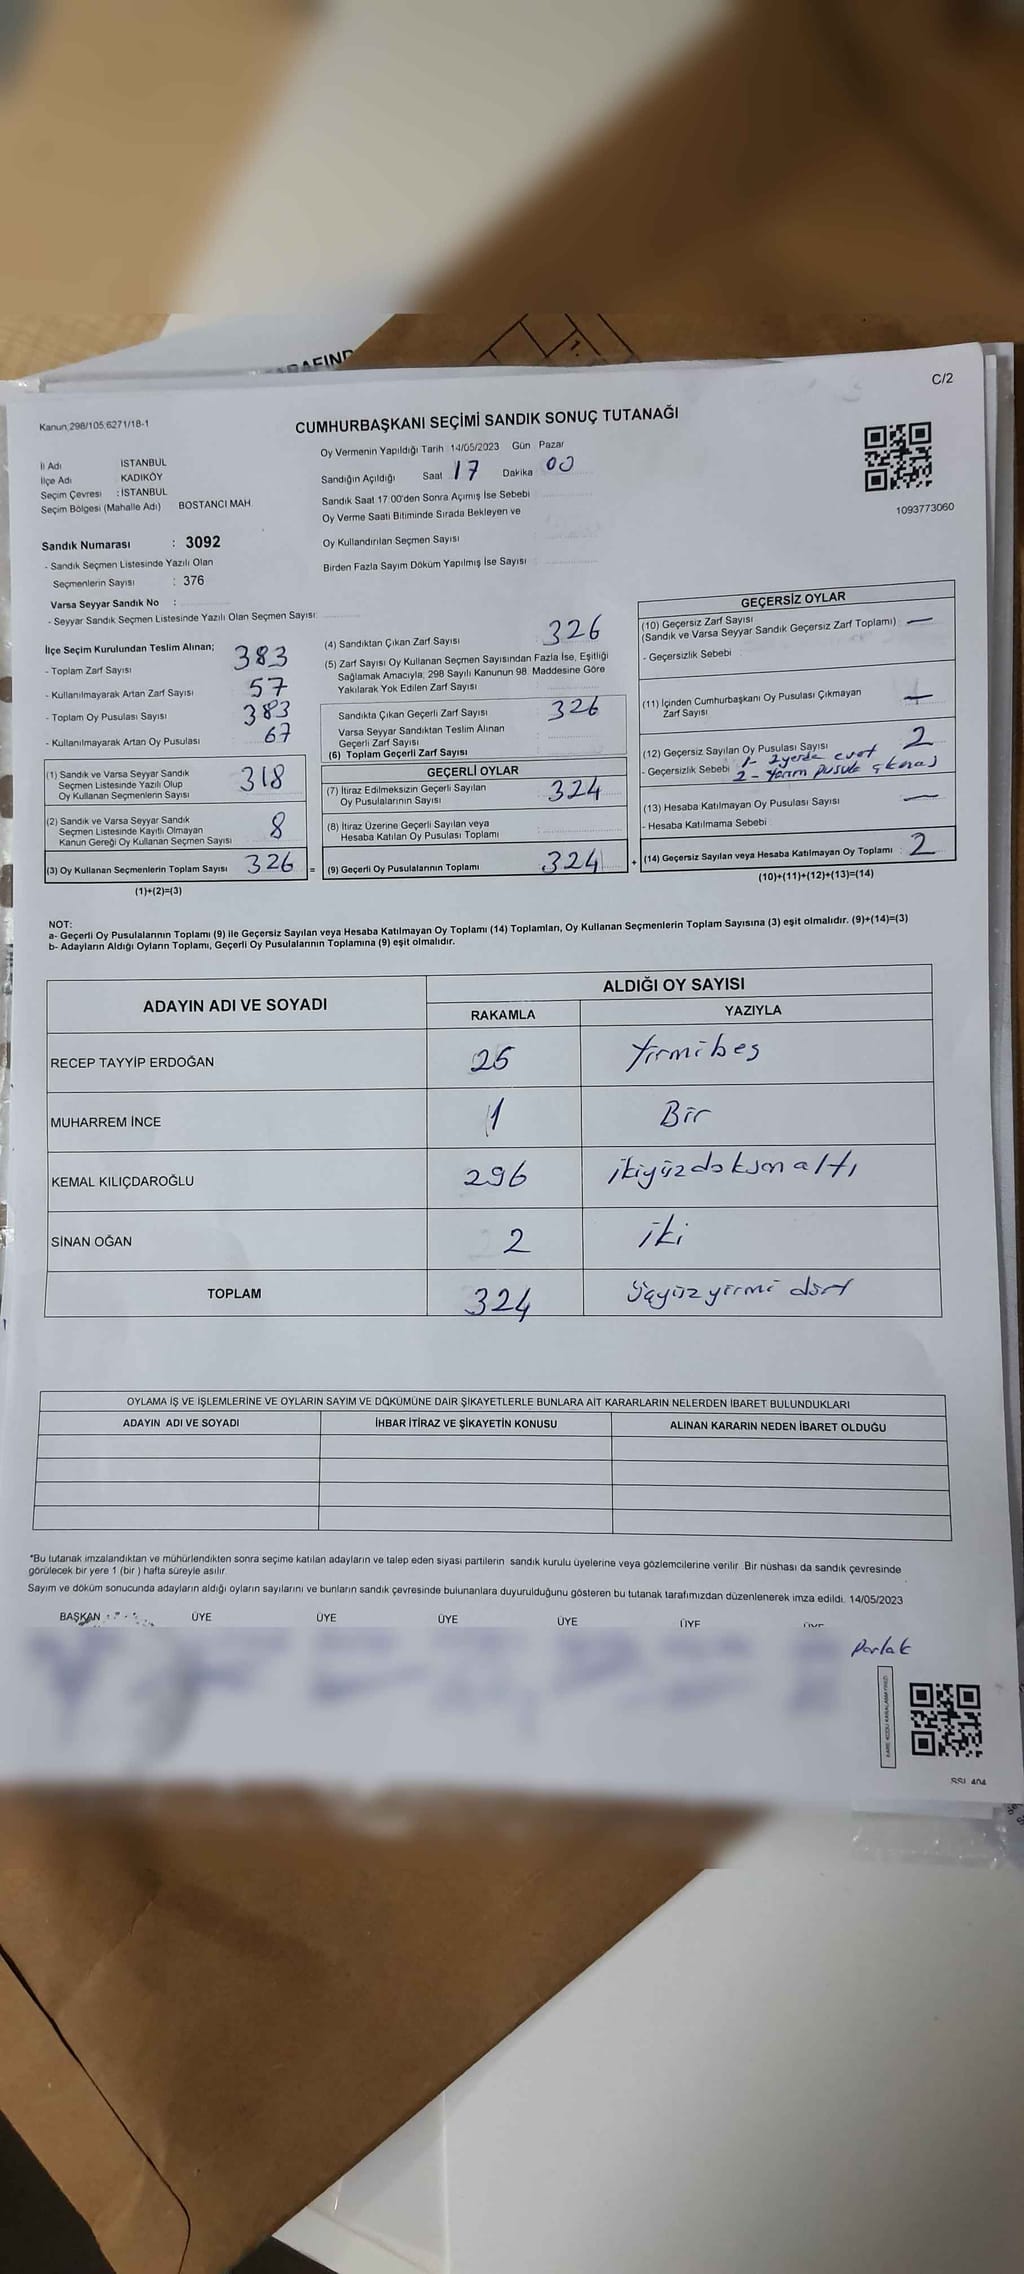 ARAFIND
C/2
Kanun 298/105,6271/18-1
CUMHURBAŞKANI SEÇİMİ SANDIK SONUÇ TUTANAĞI
İl Adı İSTANBUL
İlçe Adı KADIKÖY
Seçim Çevresi : İSTANBUL
Seçim Bölgesi (Mahalle Adı) BOSTANCI MAH.
Oy Vermenin Yapıldığı Tarih 14/05/2023 Gün Pazar
Sandığın Açıldığı Saat 17 Dakika 00
Sandık Saat 17:00'den Sonra Açımış İse Sebebi
Oy Verme Saati Bitiminde Sırada Bekleyen ve
Oy Kullandırılan Seçmen Sayısı
Birden Fazla Sayım Döküm Yapılmış İse Sayısı
1093773060
Sandık Numarası : 3092
- Sandık Seçmen Listesinde Yazılı Olan
Seçmenlerin Sayısı : 376
Varsa Seyyar Sandık No :
- Seyyar Sandık Seçmen Listesinde Yazılı Olan Seçmen Sayısı:
İlçe Seçim Kurulundan Teslim Alınan;
- Toplam Zarf Sayısı 383
- Kullanılmayarak Artan Zarf Sayısı 57
- Toplam Oy Pusulası Sayısı 383
- Kullanılmayarak Artan Oy Pusulası 67
(1) Sandık ve Varsa Seyyar Sandık
Seçmen Listesinde Yazılı Olup
Oy Kullanan Seçmenlerin Sayısı 318
(2) Sandık ve Varsa Seyyar Sandık
Seçmen Listesinde Kayıtlı Olmayan
Kanun Gereği Oy Kullanan Seçmen Sayısı 8
(3) Oy Kullanan Seçmenlerin Toplam Sayısı 326 =
(1)+(2)=(3)
(4) Sandıktan Çıkan Zarf Sayısı 326
(5) Zarf Sayısı Oy Kullanan Seçmen Sayısından Fazla İse, Eşitliği
Sağlamak Amacıyla, 298 Sayılı Kanunun 98. Maddesine Göre
Yakılarak Yok Edilen Zarf Sayısı
Sandıkta Çıkan Geçerli Zarf Sayısı 326
Varsa Seyyar Sandıktan Teslim Alınan
Geçerli Zarf Sayısı
(6) Toplam Geçerli Zarf Sayısı
GEÇERLİ OYLAR
(7) İtiraz Edilmeksizin Geçerli Sayılan
Oy Pusulalarının Sayısı 324
(8) İtiraz Üzerine Geçerli Sayılan veya
Hesaba Katılan Oy Pusulası Toplamı
(9) Geçerli Oy Pusulalarının Toplamı 324 +
GEÇERSİZ OYLAR
(10) Geçersiz Zarf Sayısı
(Sandık ve Varsa Seyyar Sandık Geçersiz Zarf Toplamı) : —
- Geçersizlik Sebebi :
(11) İçinden Cumhurbaşkanı Oy Pusulası Çıkmayan
Zarf Sayısı —
(12) Geçersiz Sayılan Oy Pusulası Sayısı 2
- Geçersizlik Sebebi 1- 2 yerde evet
2- Yarım pusula
(13) Hesaba Katılmayan Oy Pusulası Sayısı —
- Hesaba Katılmama Sebebi
(14) Geçersiz Sayılan veya Hesaba Katılmayan Oy Toplamı : 2
(10)+(11)+(12)+(13)=(14)
NOT:
a- Geçerli Oy Pusulalarının Toplamı (9) ile Geçersiz Sayılan veya Hesaba Katılmayan Oy Toplamı (14) Toplamları, Oy Kullanan Seçmenlerin Toplam Sayısına (3) eşit olmalıdır. (9)+(14)=(3)
b- Adayların Aldığı Oyların Toplamı, Geçerli Oy Pusulalarının Toplamına (9) eşit olmalıdır.
ADAYIN ADI VE SOYADI
ALDIĞI OY SAYISI
RAKAMLA YAZIYLA
RECEP TAYYİP ERDOĞAN 25 Yirmibeş
MUHARREM İNCE 1 Bir
KEMAL KILIÇDAROĞLU 296 ikiyüzdoksanaltı
SİNAN OĞAN 2 iki
TOPLAM 324 Üçyüzyirmi dört
OYLAMA İŞ VE İŞLEMLERİNE VE OYLARIN SAYIM VE DÖKÜMÜNE DAİR ŞİKAYETLERLE BUNLARA AİT KARARLARIN NELERDEN İBARET BULUNDUKLARI
ADAYIN ADI VE SOYADI İHBAR İTİRAZ VE ŞİKAYETİN KONUSU ALINAN KARARIN NEDEN İBARET OLDUĞU
*Bu tutanak imzalandıktan ve mühürlendikten sonra seçime katılan adayların ve talep eden siyasi partilerin sandık kurulu üyelerine veya gözlemcilerine verilir. Bir nüshası da sandık çevresinde
görülecek bir yere 1 (bir ) hafta süreyle asılır.
Sayım ve döküm sonucunda adayların aldığı oyların sayılarını ve bunların sandık çevresinde bulunanlara duyurulduğunu gösteren bu tutanak tarafımızdan düzenlenerek imza edildi. 14/05/2023
BAŞKAN ÜYE ÜYE ÜYE ÜYE ÜYE ÜYE
Parlak
KARE KODU KARALAMAYINIZ!
SSI 404